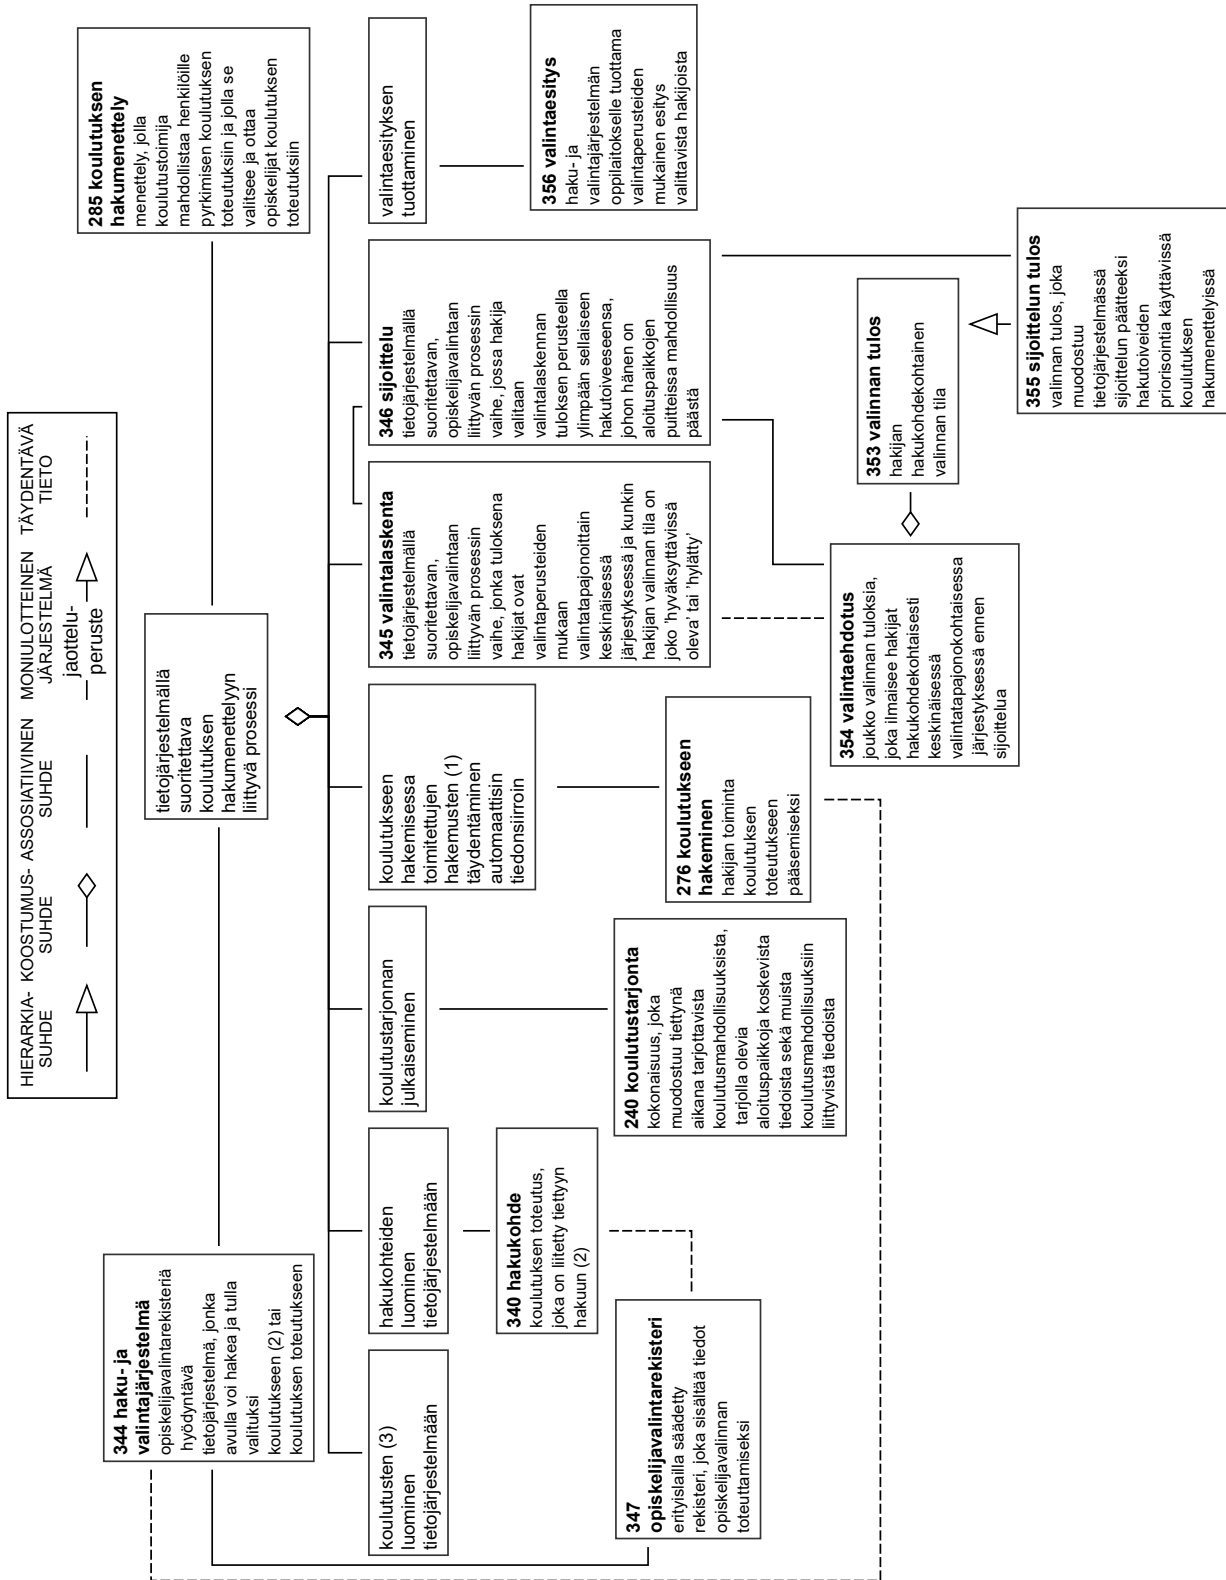 HIERARKIA-
SUHDE
KOOSTUMUS-
SUHDE
ASSOSIATIIVINEN
SUHDE
MONIULOTTEINEN
JÄRJESTELMÄ
jaottelu-
peruste
TÄYDENTÄVÄ
TIETO
344 haku- ja
valintajärjestelmä
opiskelijavalintarekisteriä
hyödyntävä
tietojärjestelmä, jonka
avulla voi hakea ja tulla
valituksi
koulutukseen (2) tai
koulutuksen toteutukseen
tietojärjestelmällä
suoritettava
koulutuksen
hakumenettelyyn
liittyvä prosessi
285 koulutuksen
hakumenettely
menettely, jolla
koulutustoimija
mahdollistaa henkilöille
pyrkimisen koulutuksen
toteutuksiin ja jolla se
valitsee ja ottaa
opiskelijat koulutuksen
toteutuksiin
koulutusten (3)
luominen
tietojärjestelmään
hakukohteiden
luominen
tietojärjestelmään
koulutustarjonnan
julkaiseminen
koulutukseen
hakemisessa
toimitettujen
hakemusten (1)
täydentäminen
automaattisin
tiedonsiirroin
345 valintalaskenta
tietojärjestelmällä
suoritettavan,
opiskelijavalintaan
liittyvän prosessin
vaihe, jonka tuloksena
hakijat ovat
valintaperusteiden
mukaan
valintatapajonoittain
keskinäisessä
järjestyksessä ja kunkin
hakijan valinnan tila on
joko 'hyväksyttävissä
oleva' tai 'hylätty'
346 sijoittelu
tietojärjestelmällä
suoritettavan,
opiskelijavalintaan
liittyvän prosessin
vaihe, jossa hakija
valitaan
valintalaskennan
tuloksen perusteella
ylimpään sellaiseen
hakutoiveeseensa,
johon hänen on
aloituspaikkojen
puitteissa mahdollisuus
päästä
valintaesityksen
tuottaminen
340 hakukohde
koulutuksen toteutus,
joka on liitetty tiettyyn
hakuun (2)
356 valintaesitys
haku- ja
valintajärjestelmän
oppilaitokselle tuottama
valintaperusteiden
mukainen esitys
valittavista hakijoista
347
opiskelijavalintarekisteri
erityislailla säädetty
rekisteri, joka sisältää tiedot
opiskelijavalinnan
toteuttamiseksi
240 koulutustarjonta
kokonaisuus, joka
muodostuu tiettynä
aikana tarjottavista
koulutusmahdollisuuksista,
tarjolla olevia
aloituspaikkoja koskevista
tiedoista sekä muista
koulutusmahdollisuuksiin
liittyvistä tiedoista
276 koulutukseen
hakeminen
hakijan toiminta
koulutuksen
toteutukseen
pääsemiseksi
354 valintaehdotus
joukko valinnan tuloksia,
joka ilmaisee hakijat
hakukohdekohtaisesti
keskinäisessä
valintatapajonokohtaisessa
järjestyksessä ennen
sijoittelua
353 valinnan tulos
hakijan
hakukohdekohtainen
valinnan tila
355 sijoittelun tulos
valinnan tulos, joka
muodostuu
tietojärjestelmässä
sijoittelun päätteeksi
hakutoiveiden
priorisointia käyttävissä
koulutuksen
hakumenettelyissä